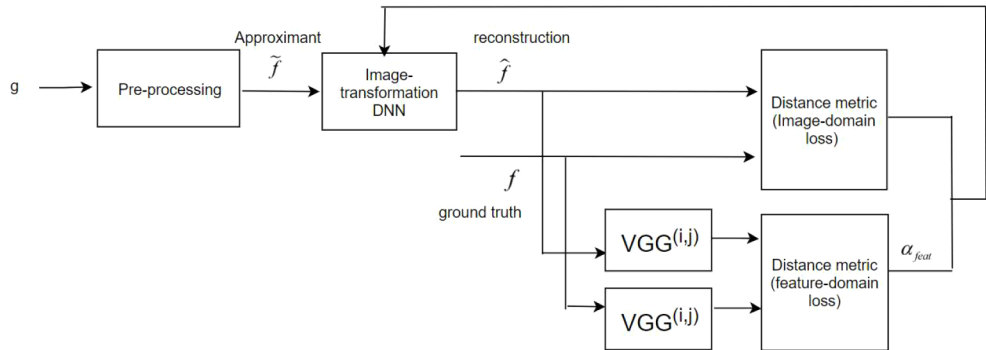 Approximant
f̃
reconstruction
f̂
g
Pre-processing
Image-
transformation
DNN
Distance metric
(Image-domain
loss)
f
ground truth
VGG(i,j)
VGG(i,j)
Distance metric
(feature-domain
loss)
α feat